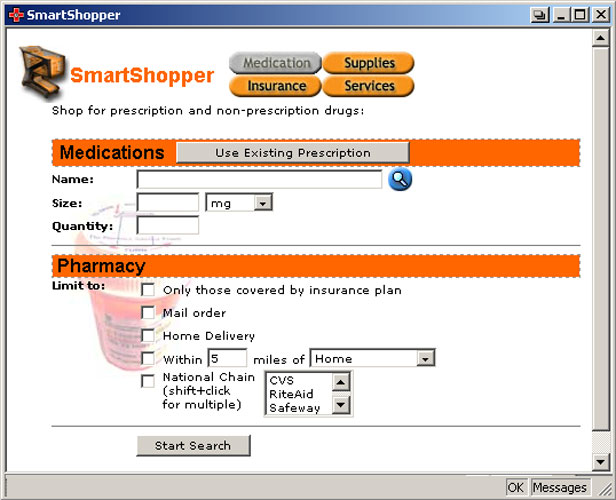 SmartShopper
SmartShopper
Medication Supplies
Insurance Services
Shop for prescription and non-prescription drugs:
Medications Use Existing Prescription
Name:
Size: mg
Quantity:
Pharmacy
Limit to:
Only those covered by insurance plan
Mail order
Home Delivery
Within 5 miles of Home
National Chain
(shift+click
for multiple)
CVS
RiteAid
Safeway
Start Search
OK Messages